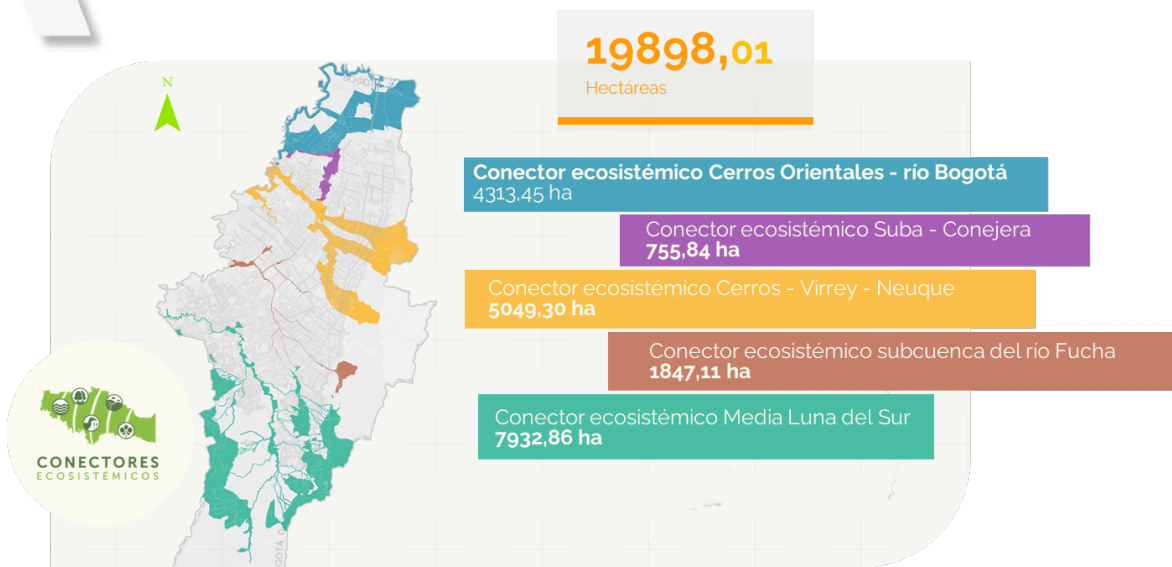 19898,01
Hectáreas
N
BOGOTÁ D.
Conector ecosistémico Cerros Orientales - río Bogotá
4313,45 ha
Conector ecosistémico Suba - Conejera
755,84 ha
Conector ecosistémico Cerros - Virrey - Neuque
5049,30 ha
Conector ecosistémico subcuenca del río Fucha
1847,11 ha
Conector ecosistémico Media Luna del Sur
7932,86 ha
CONECTORES
ECOSISTÉMICOS